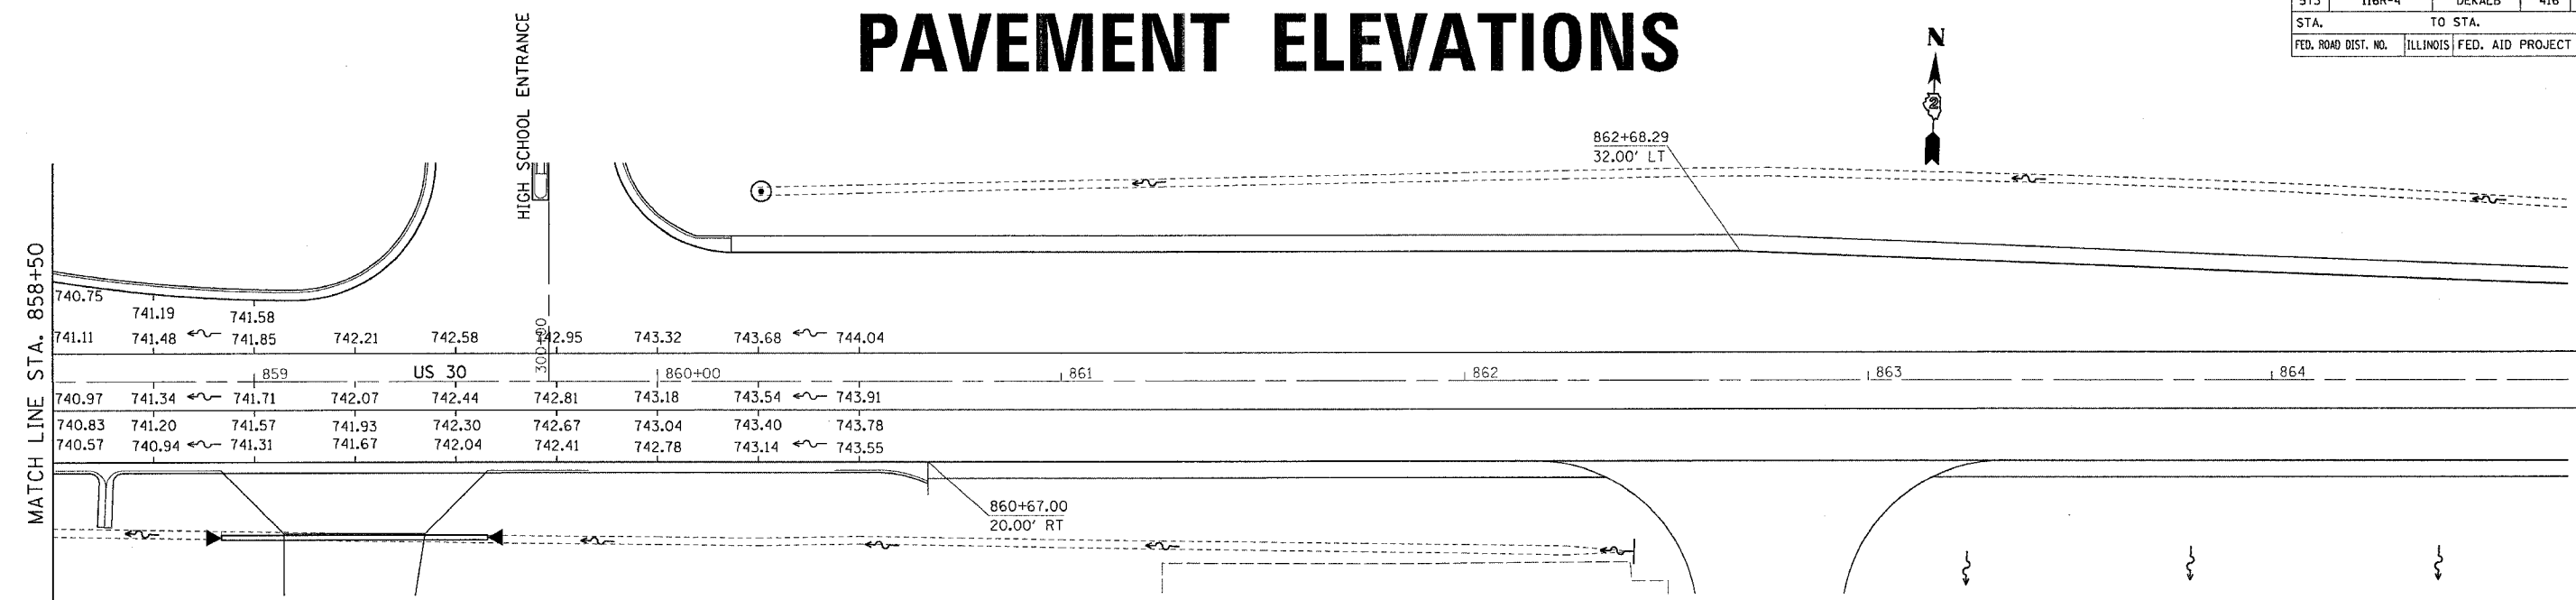 PAVEMENT ELEVATIONS
DEKALB
STA. TO STA.
FED. ROAD DIST. NO. ILLINOIS FED. AID PROJECT
HIGH SCHOOL ENTRANCE
N
2
862+68.29
32.00' LT
MATCH LINE STA. 858+50
740.75
741.19 741.58
741.11 741.48 741.85 742.21 742.58 742.95 743.32 743.68 744.04
859 US 30 860+00 861 862 863 864
740.97 741.34 741.71 742.07 742.44 742.81 743.18 743.54 743.91
740.83 741.20 741.57 741.93 742.30 742.67 743.04 743.40 743.78
740.57 740.94 741.31 741.67 742.04 742.41 742.78 743.14 743.55
860+67.00
20.00' RT